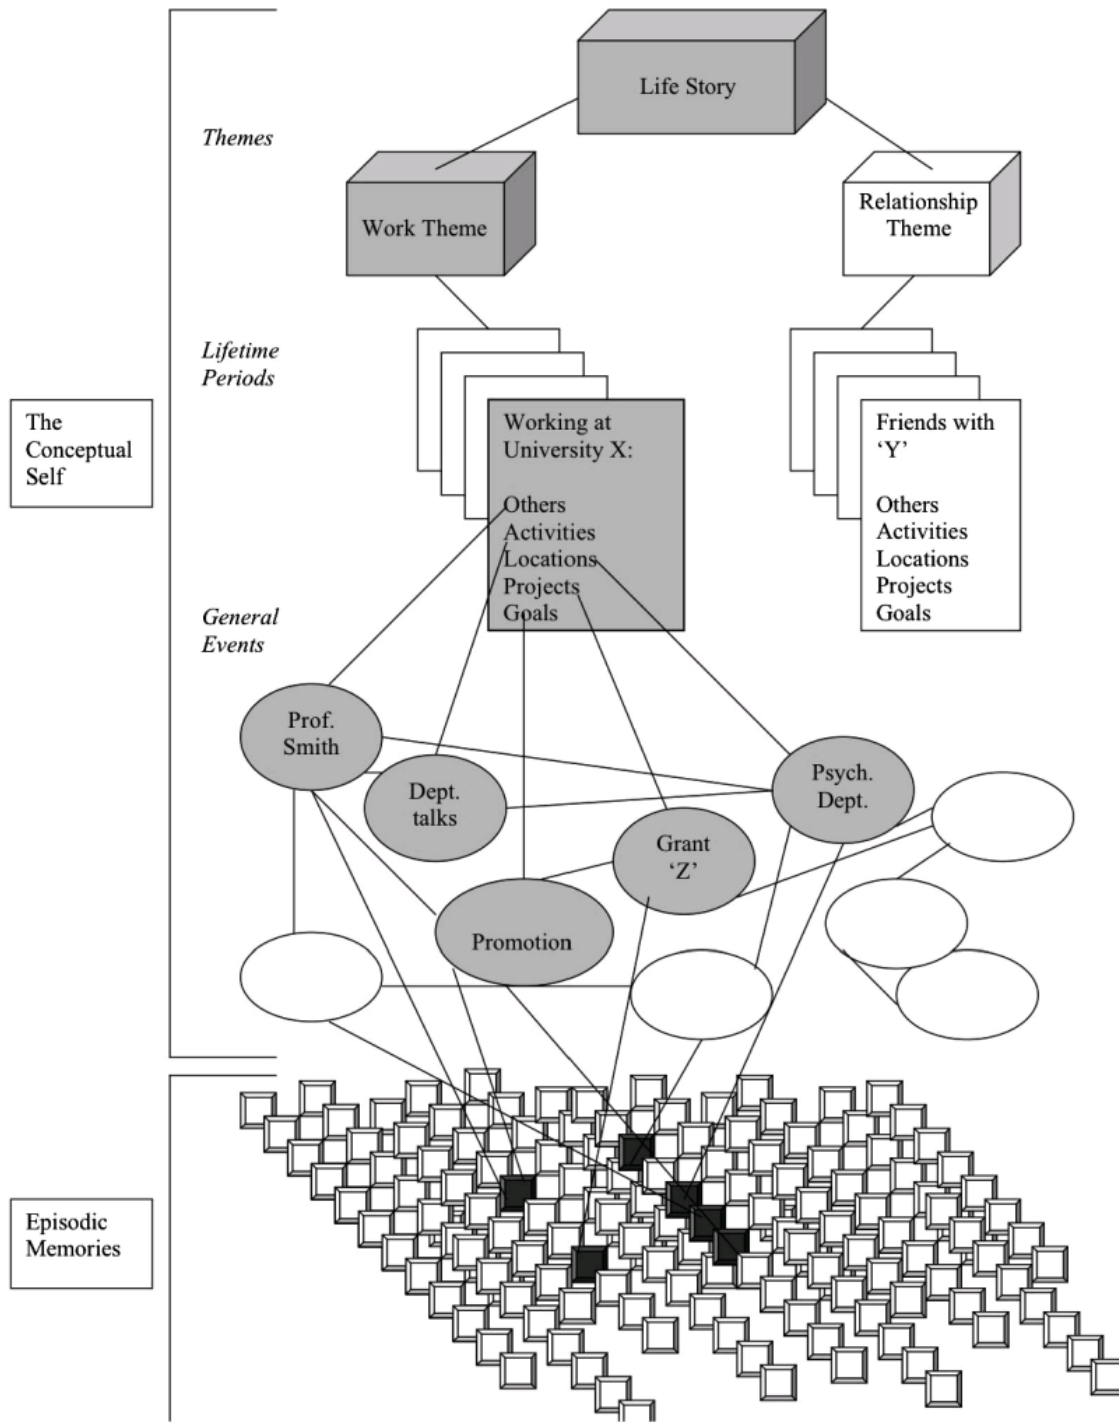 Life Story
Themes
Work Theme
Relationship
Theme
Lifetime
Periods
The
Conceptual
Self
Working at
University X:
Others
Activities
Locations
Projects
Goals
Friends with
‘Y’
Others
Activities
Locations
Projects
Goals
General
Events
Prof.
Smith
Dept.
talks
Psych.
Dept.
Grant
‘Z’
Promotion
Episodic
Memories